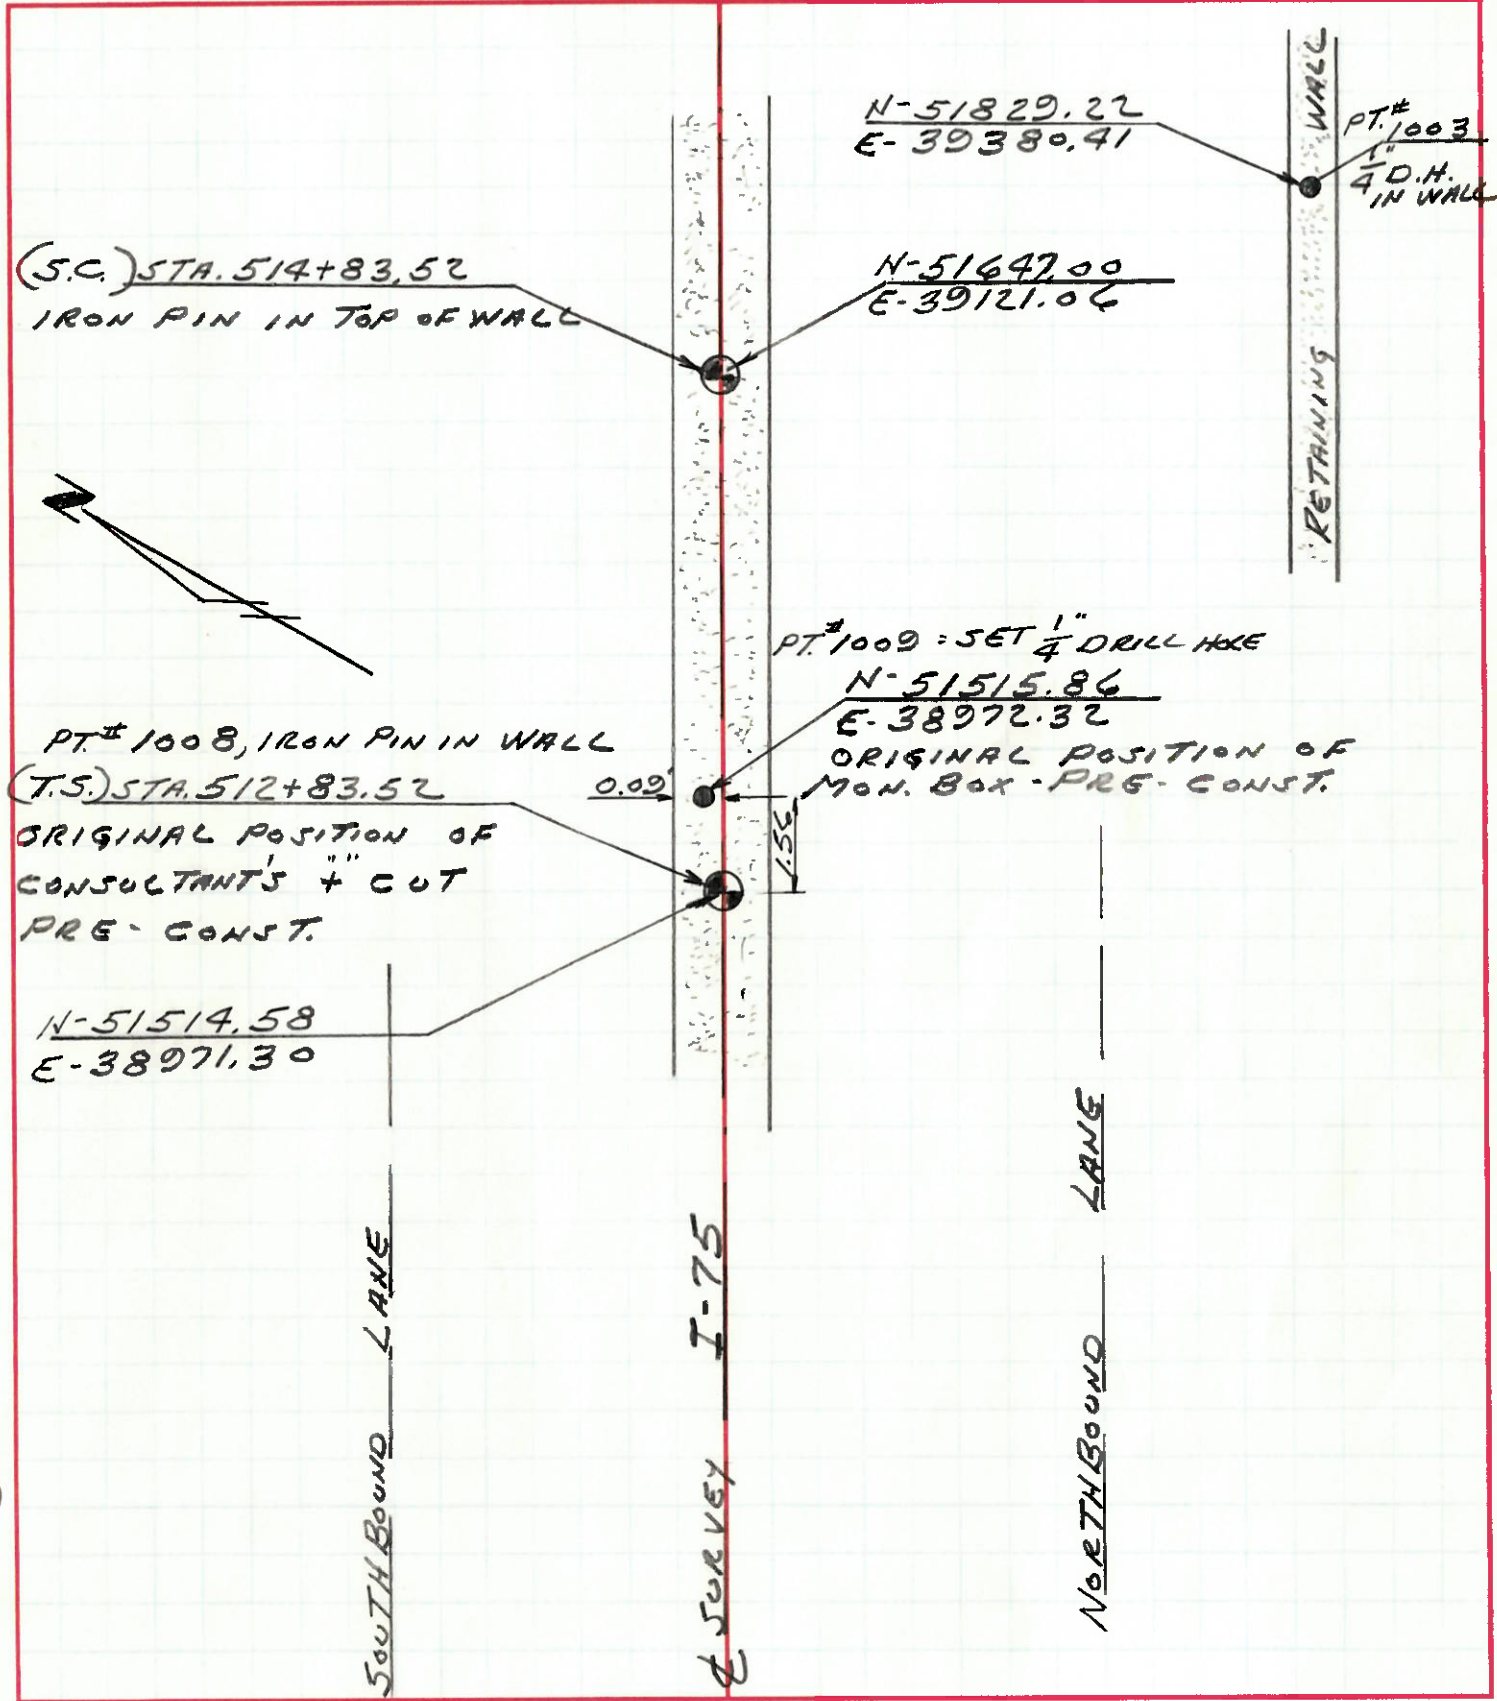 N-51829.22
E-39380.41
PT.#
1003
1/4" D.H.
IN WALL
RETAINING WALL
(S.C.) STA. 514+83.52
IRON PIN IN TOP OF WALL
N-51647.00
E-39121.06
PT.# 1009 = SET 1/4" DRILL HOLE
N-51515.86
E-38972.32
ORIGINAL POSITION OF
MON. BOX - PRE-CONST.
PT.# 1008, IRON PIN IN WALL
(T.S.) STA. 512+83.52
ORIGINAL POSITION OF
CONSULTANT'S "+" CUT
PRE-CONST.
0.09'
1.56
N-51514.58
E-38971.30
SOUTHBOUND LANE
℄ SURVEY I-75
NORTHBOUND LANE